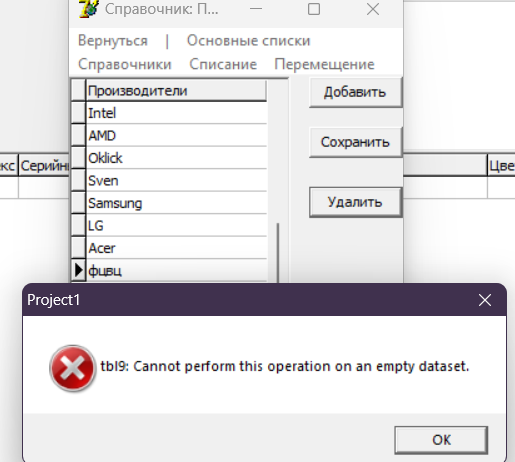 Справочник: П...
Вернуться | Основные списки
Справочники Списание Перемещение
Производители
Добавить
Intel
AMD
Сохранить
Oklick
кс Серийн
Цве
Sven
Samsung
Удалить
LG
Acer
фцвц
Project1
tbl9: Cannot perform this operation on an empty dataset.
OK